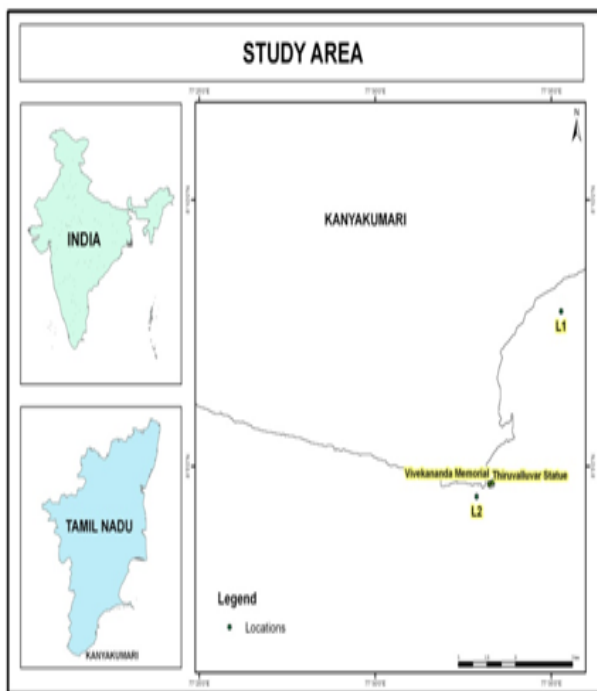 STUDY AREA
INDIA
TAMIL NADU
KANYAKUMARI
N
KANYAKUMARI
L1
Vivekananda Memorial Thiruvalluvar Statue
L2
Legend
Locations